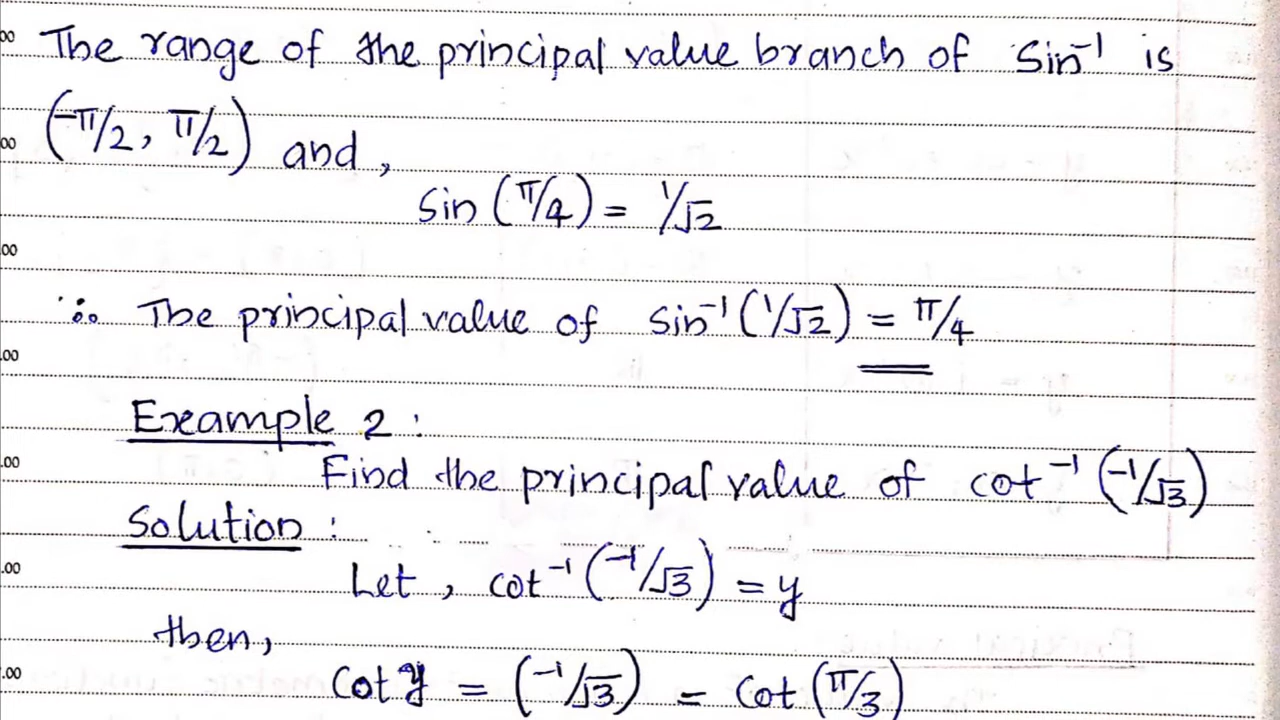 The range of the principal value branch of Sin⁻¹ is
(-π/2, π/2) and,
Sin (π/4) = 1/√2
∴ The principal value of Sin⁻¹ (1/√2) = π/4
Example 2 :
Find the principal value of cot⁻¹ (-1/√3)
Solution :
Let, cot⁻¹ (-1/√3) = y
then,
Cot y = (-1/√3) = Cot (π/3)